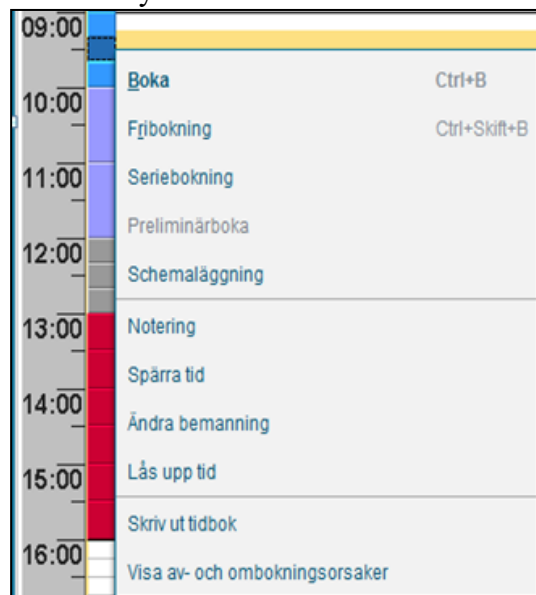 09:00
Boka Ctrl+B
10:00
Fribokning Ctrl+Skift+B
11:00
Seriebokning
Preliminärboka
12:00
Schemaläggning
13:00
Notering
Spärra tid
14:00
Ändra bemanning
15:00
Lås upp tid
Skriv ut tidbok
16:00
Visa av- och ombokningsorsaker